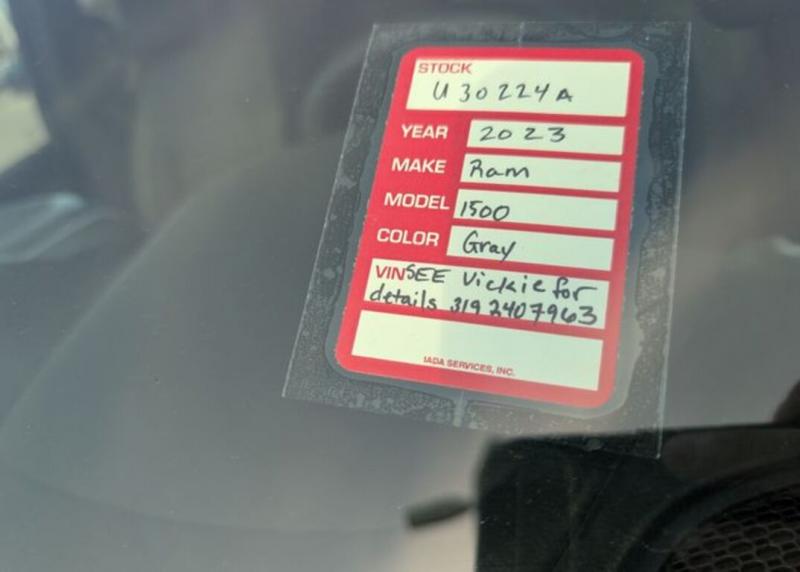 STOCK
U30224A
YEAR 2023
MAKE Ram
MODEL 1500
COLOR Gray
VIN SEE Vickie for
details 319 2407963
IADA SERVICES, INC.